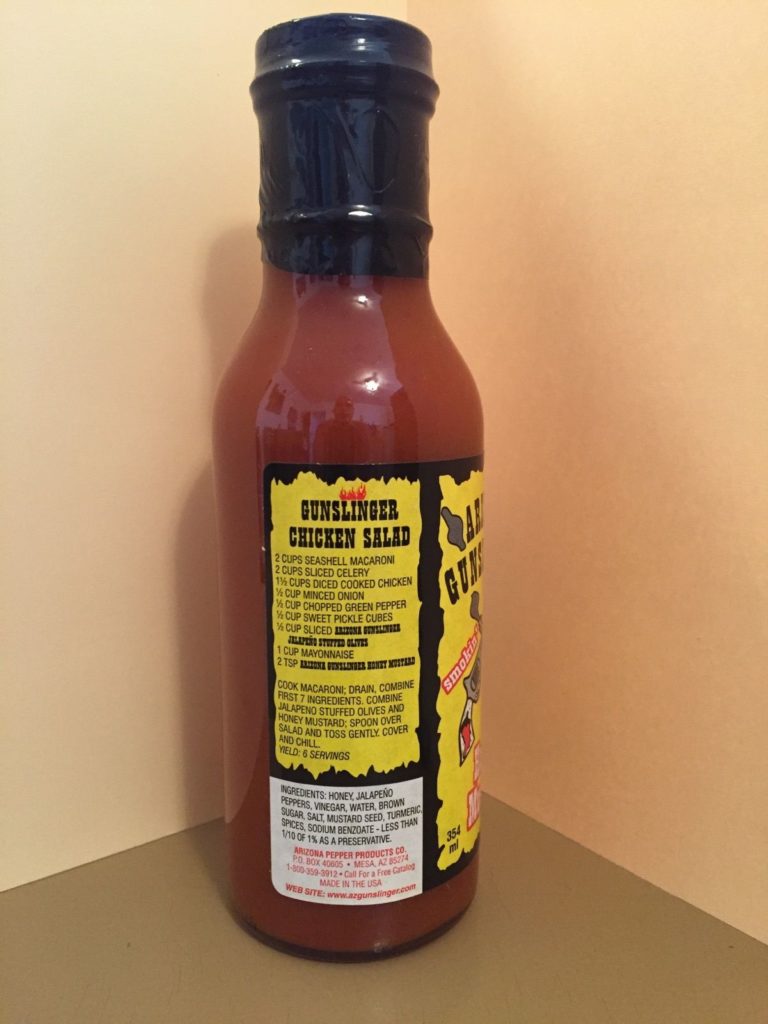 GUNSLINGER
CHICKEN SALAD
2 CUPS SEASHELL MACARONI
2 CUPS SLICED CELERY
1½ CUPS DICED COOKED CHICKEN
½ CUP MINCED ONION
½ CUP CHOPPED GREEN PEPPER
½ CUP SWEET PICKLE CUBES
½ CUP SLICED ARIZONA GUNSLINGER
JALAPEÑO STUFFED OLIVES
1 CUP MAYONNAISE
2 TSP ARIZONA GUNSLINGER HONEY MUSTARD
COOK MACARONI; DRAIN, COMBINE
FIRST 7 INGREDIENTS. COMBINE
JALAPENO STUFFED OLIVES AND
HONEY MUSTARD; SPOON OVER
SALAD AND TOSS GENTLY. COVER
AND CHILL.
YIELD: 6 SERVINGS
INGREDIENTS: HONEY, JALAPEÑO
PEPPERS, VINEGAR, WATER, BROWN
SUGAR, SALT, MUSTARD SEED, TURMERIC,
SPICES, SODIUM BENZOATE - LESS THAN
1/10 OF 1% AS A PRESERVATIVE.
ARIZONA PEPPER PRODUCTS CO.
P.O. BOX 40605 • MESA, AZ 85274
1-800-359-3912 • Call For a Free Catalog
MADE IN THE USA
WEB SITE: www.azgunslinger.com
ARI
GUNS
smokin'
354
ml